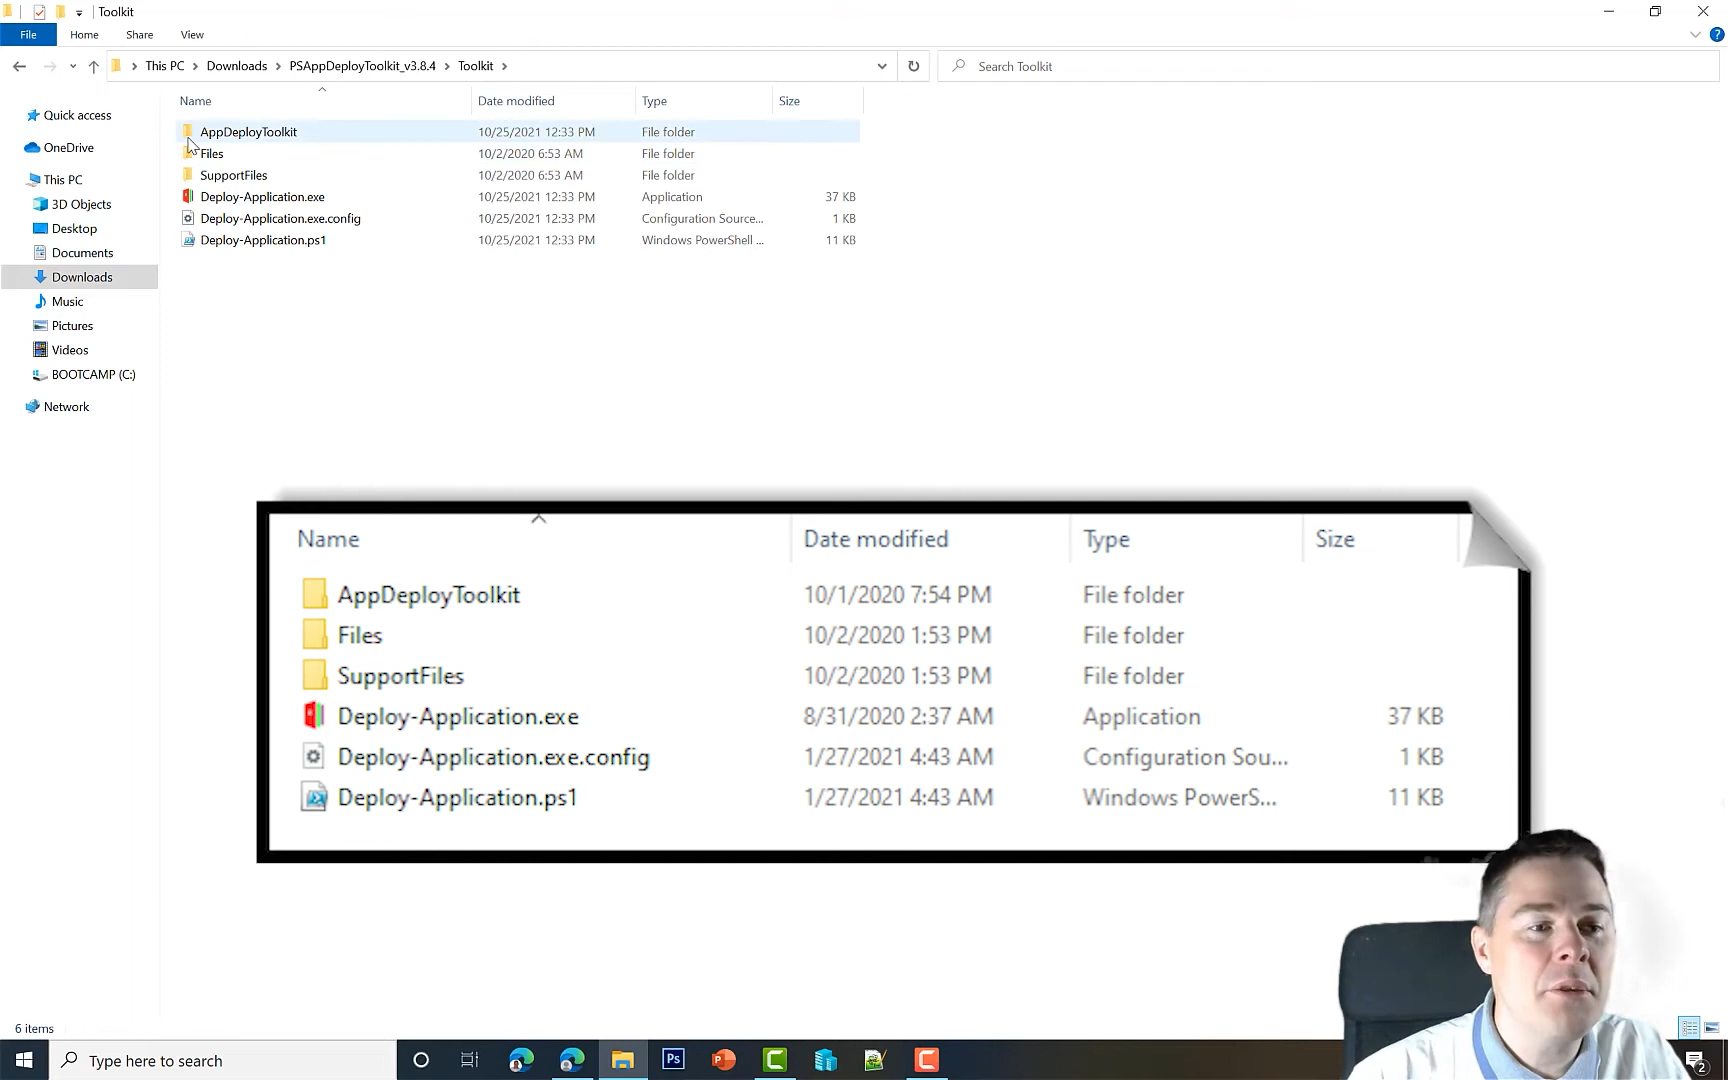 Toolkit
File Home Share View
This PC Downloads PSAppDeployToolkit_v3.8.4 Toolkit
Search Toolkit
Name Date modified Type Size
Quick access
OneDrive
This PC
3D Objects
Desktop
Documents
Downloads
Music
Pictures
Videos
BOOTCAMP (C:)
Network
AppDeployToolkit 10/25/2021 12:33 PM File folder
Files 10/2/2020 6:53 AM File folder
SupportFiles 10/2/2020 6:53 AM File folder
Deploy-Application.exe 10/25/2021 12:33 PM Application 37 KB
Deploy-Application.exe.config 10/25/2021 12:33 PM Configuration Source... 1 KB
Deploy-Application.ps1 10/25/2021 12:33 PM Windows PowerShell ... 11 KB
Name Date modified Type Size
AppDeployToolkit 10/1/2020 7:54 PM File folder
Files 10/2/2020 1:53 PM File folder
SupportFiles 10/2/2020 1:53 PM File folder
Deploy-Application.exe 8/31/2020 2:37 AM Application 37 KB
Deploy-Application.exe.config 1/27/2021 4:43 AM Configuration Sou... 1 KB
Deploy-Application.ps1 1/27/2021 4:43 AM Windows PowerS... 11 KB
6 items
Type here to search
Ps
P
C
C
2